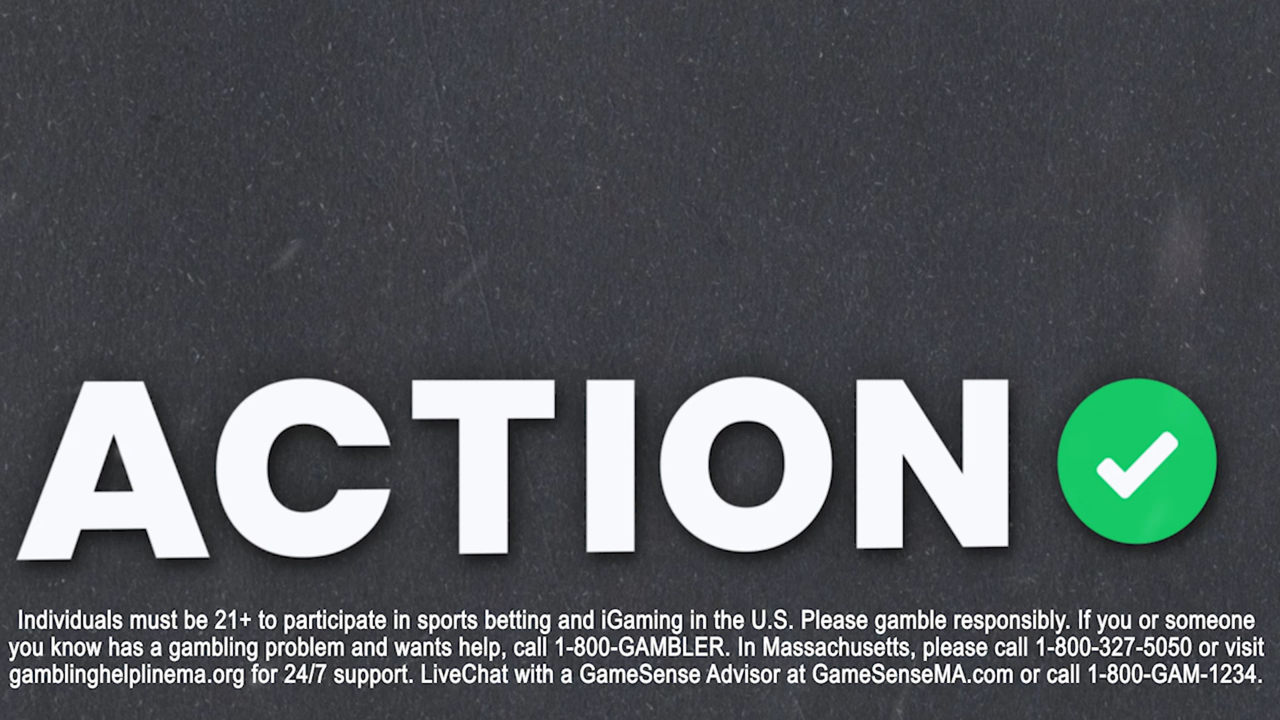 ACTION
Individuals must be 21+ to participate in sports betting and iGaming in the U.S. Please gamble responsibly. If you or someone
you know has a gambling problem and wants help, call 1-800-GAMBLER. In Massachusetts, please call 1-800-327-5050 or visit
gamblinghelplinema.org for 24/7 support. LiveChat with a GameSense Advisor at GameSenseMA.com or call 1-800-GAM-1234.